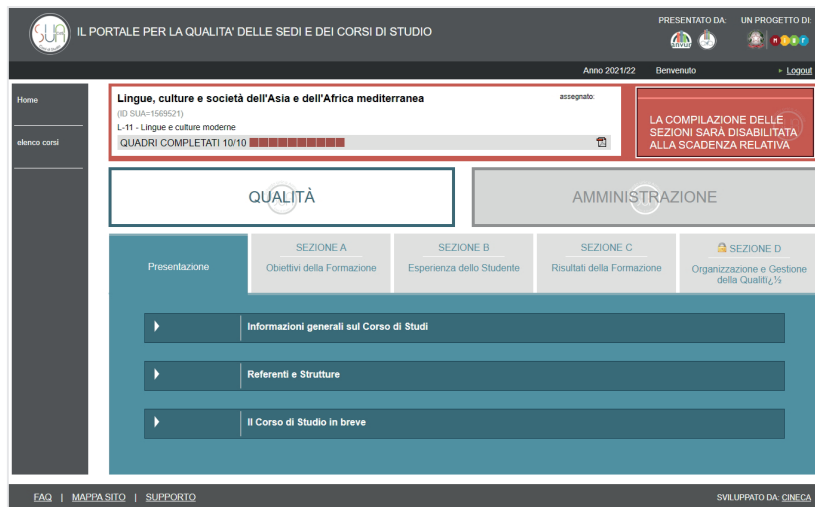 SUA
IL PORTALE PER LA QUALITA' DELLE SEDI E DEI CORSI DI STUDIO
PRESENTATO DA:
UN PROGETTO DI:
anvur
MIUR
Anno 2021/22
Benvenuto
Logout
Home
elenco corsi
Lingue, culture e società dell'Asia e dell'Africa mediterranea
assegnato:
(ID SUA=1569521)
L-11 - Lingue e culture moderne
QUADRI COMPLETATI 10/10
LA COMPILAZIONE DELLE
SEZIONI SARÀ DISABILITATA
ALLA SCADENZA RELATIVA
QUALITÀ
AMMINISTRAZIONE
Presentazione
SEZIONE A
Obiettivi della Formazione
SEZIONE B
Esperienza dello Studente
SEZIONE C
Risultati della Formazione
SEZIONE D
Organizzazione e Gestione
della Qualitï¿½
Informazioni generali sul Corso di Studi
Referenti e Strutture
Il Corso di Studio in breve
FAQ | MAPPA SITO | SUPPORTO
SVILUPPATO DA: CINECA